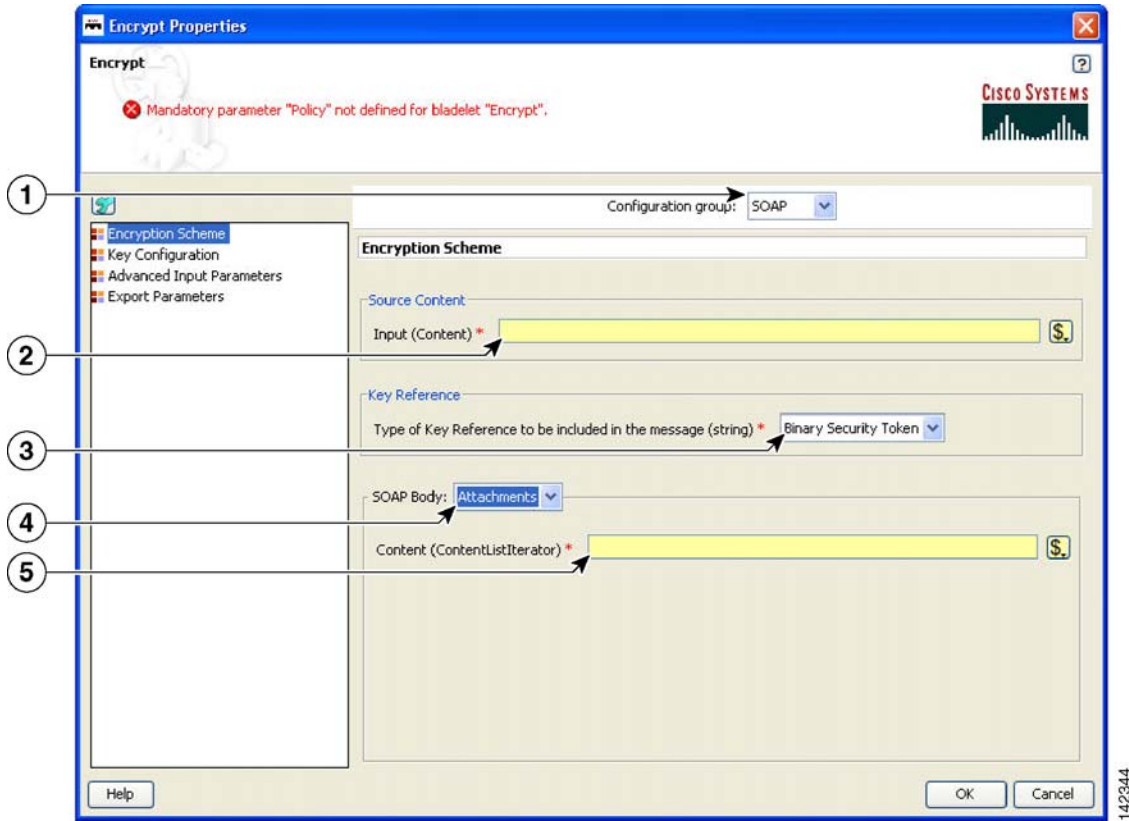 Encrypt Properties
Encrypt
?
Mandatory parameter "Policy" not defined for bladelet "Encrypt".
CISCO SYSTEMS
1
Configuration group: SOAP
Encryption Scheme
Key Configuration
Advanced Input Parameters
Export Parameters
Encryption Scheme
Source Content
2
Input (Content) * $
Key Reference
3
Type of Key Reference to be included in the message (string) * Binary Security Token
4
SOAP Body: Attachments
5
Content (ContentListIterator) * $
Help OK Cancel
142344